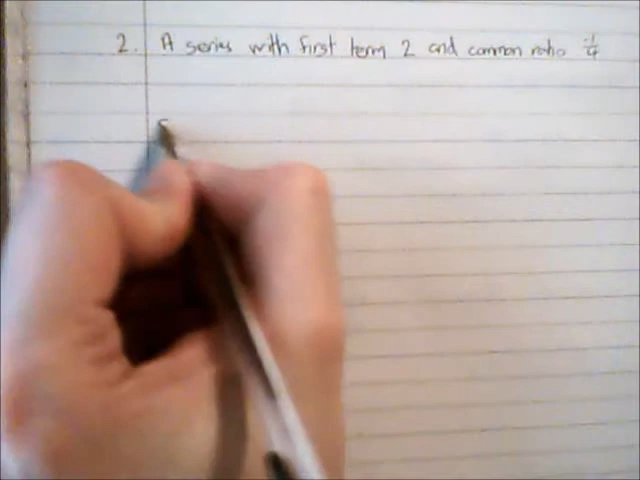 2. A series with first term 2 and common ratio -1/4